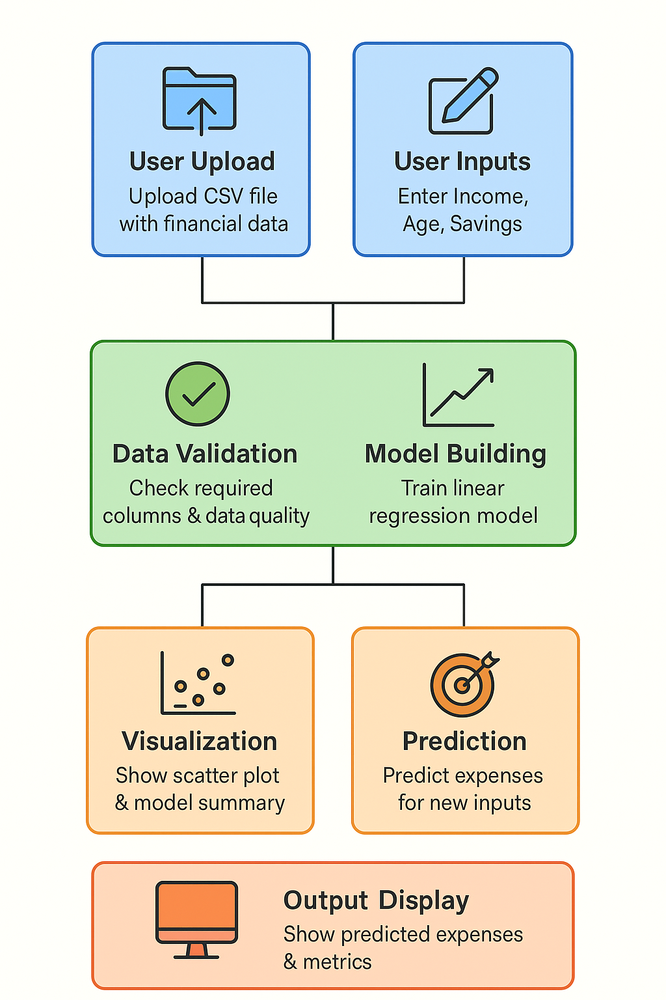 User Upload
Upload CSV file
with financial data
User Inputs
Enter Income,
Age, Savings
Data Validation
Check required
columns & data quality
Model Building
Train linear
regression model
Visualization
Show scatter plot
& model summary
Prediction
Predict expenses
for new inputs
Output Display
Show predicted expenses
& metrics